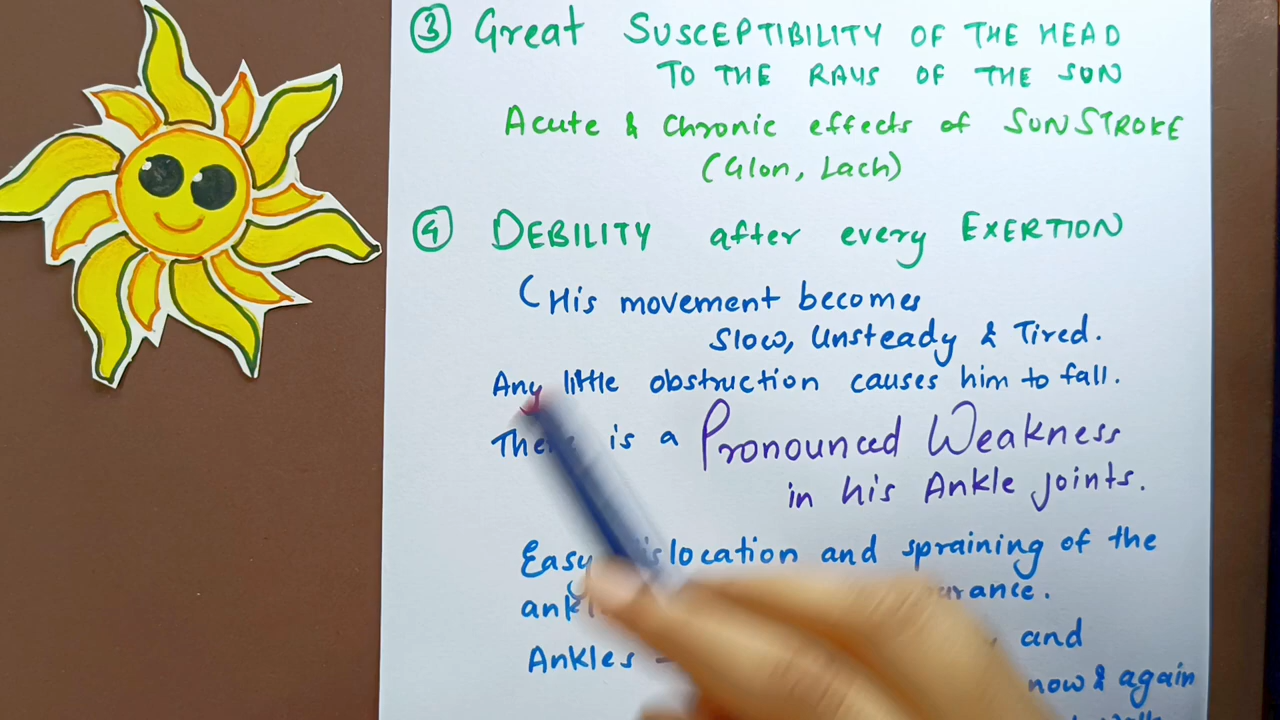 ③ Great SUSCEPTIBILITY OF THE HEAD
TO THE RAYS OF THE SUN
Acute & Chronic effects of SUNSTROKE
(Glon, Lach)
④ DEBILITY after every EXERTION
(His movement becomes
Slow, Unsteady & Tired.
Any little obstruction causes him to fall.
is a Pronounced Weakness
in his Ankle joints.
Easy and spraining of the
and
Ankles -
now & again